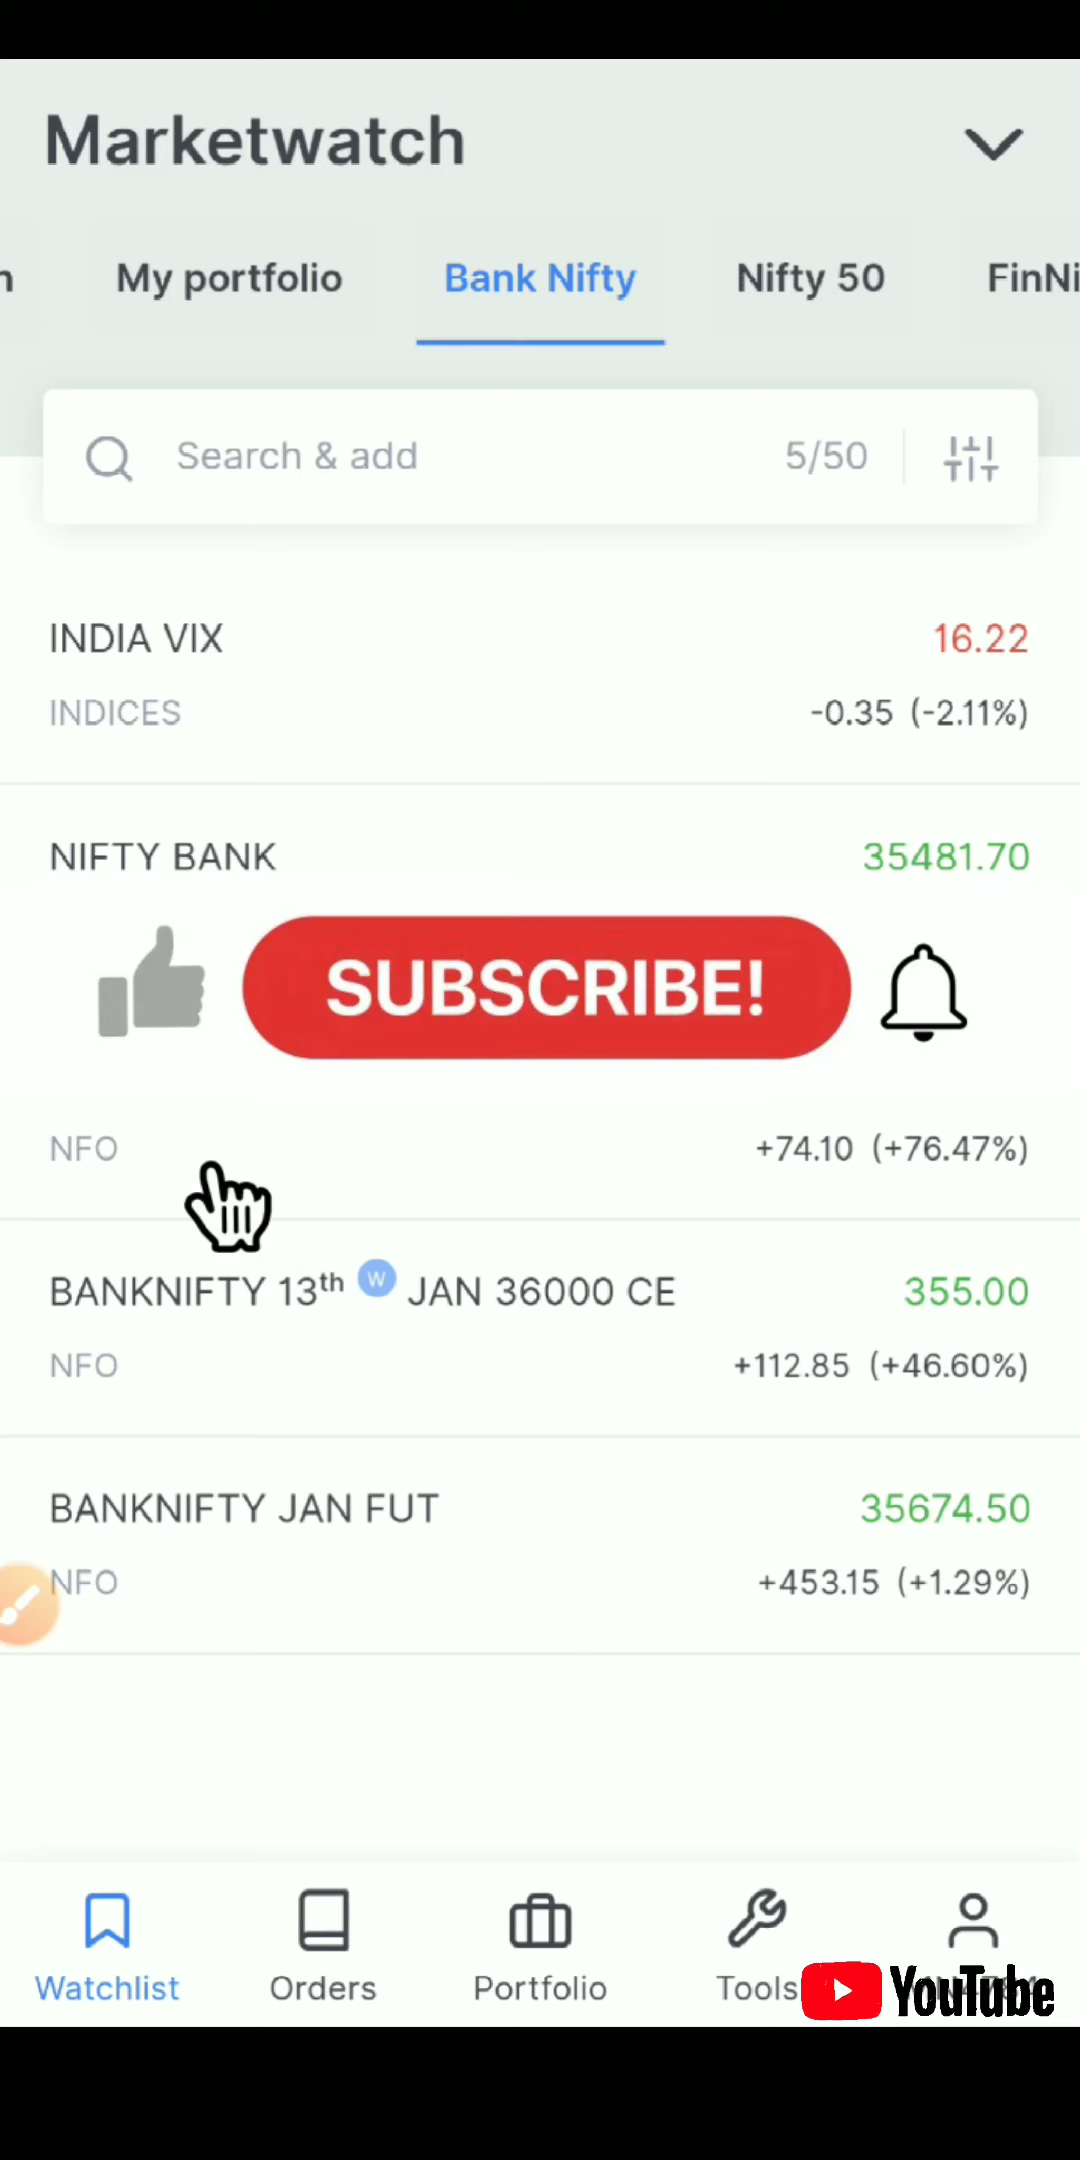 Marketwatch
n My portfolio Bank Nifty Nifty 50 FinNi
Search & add 5/50
INDIA VIX 16.22
INDICES -0.35 (-2.11%)
NIFTY BANK 35481.70
SUBSCRIBE!
NFO +74.10 (+76.47%)
BANKNIFTY 13th W JAN 36000 CE 355.00
NFO +112.85 (+46.60%)
BANKNIFTY JAN FUT 35674.50
NFO +453.15 (+1.29%)
Watchlist Orders Portfolio Tools
YouTube